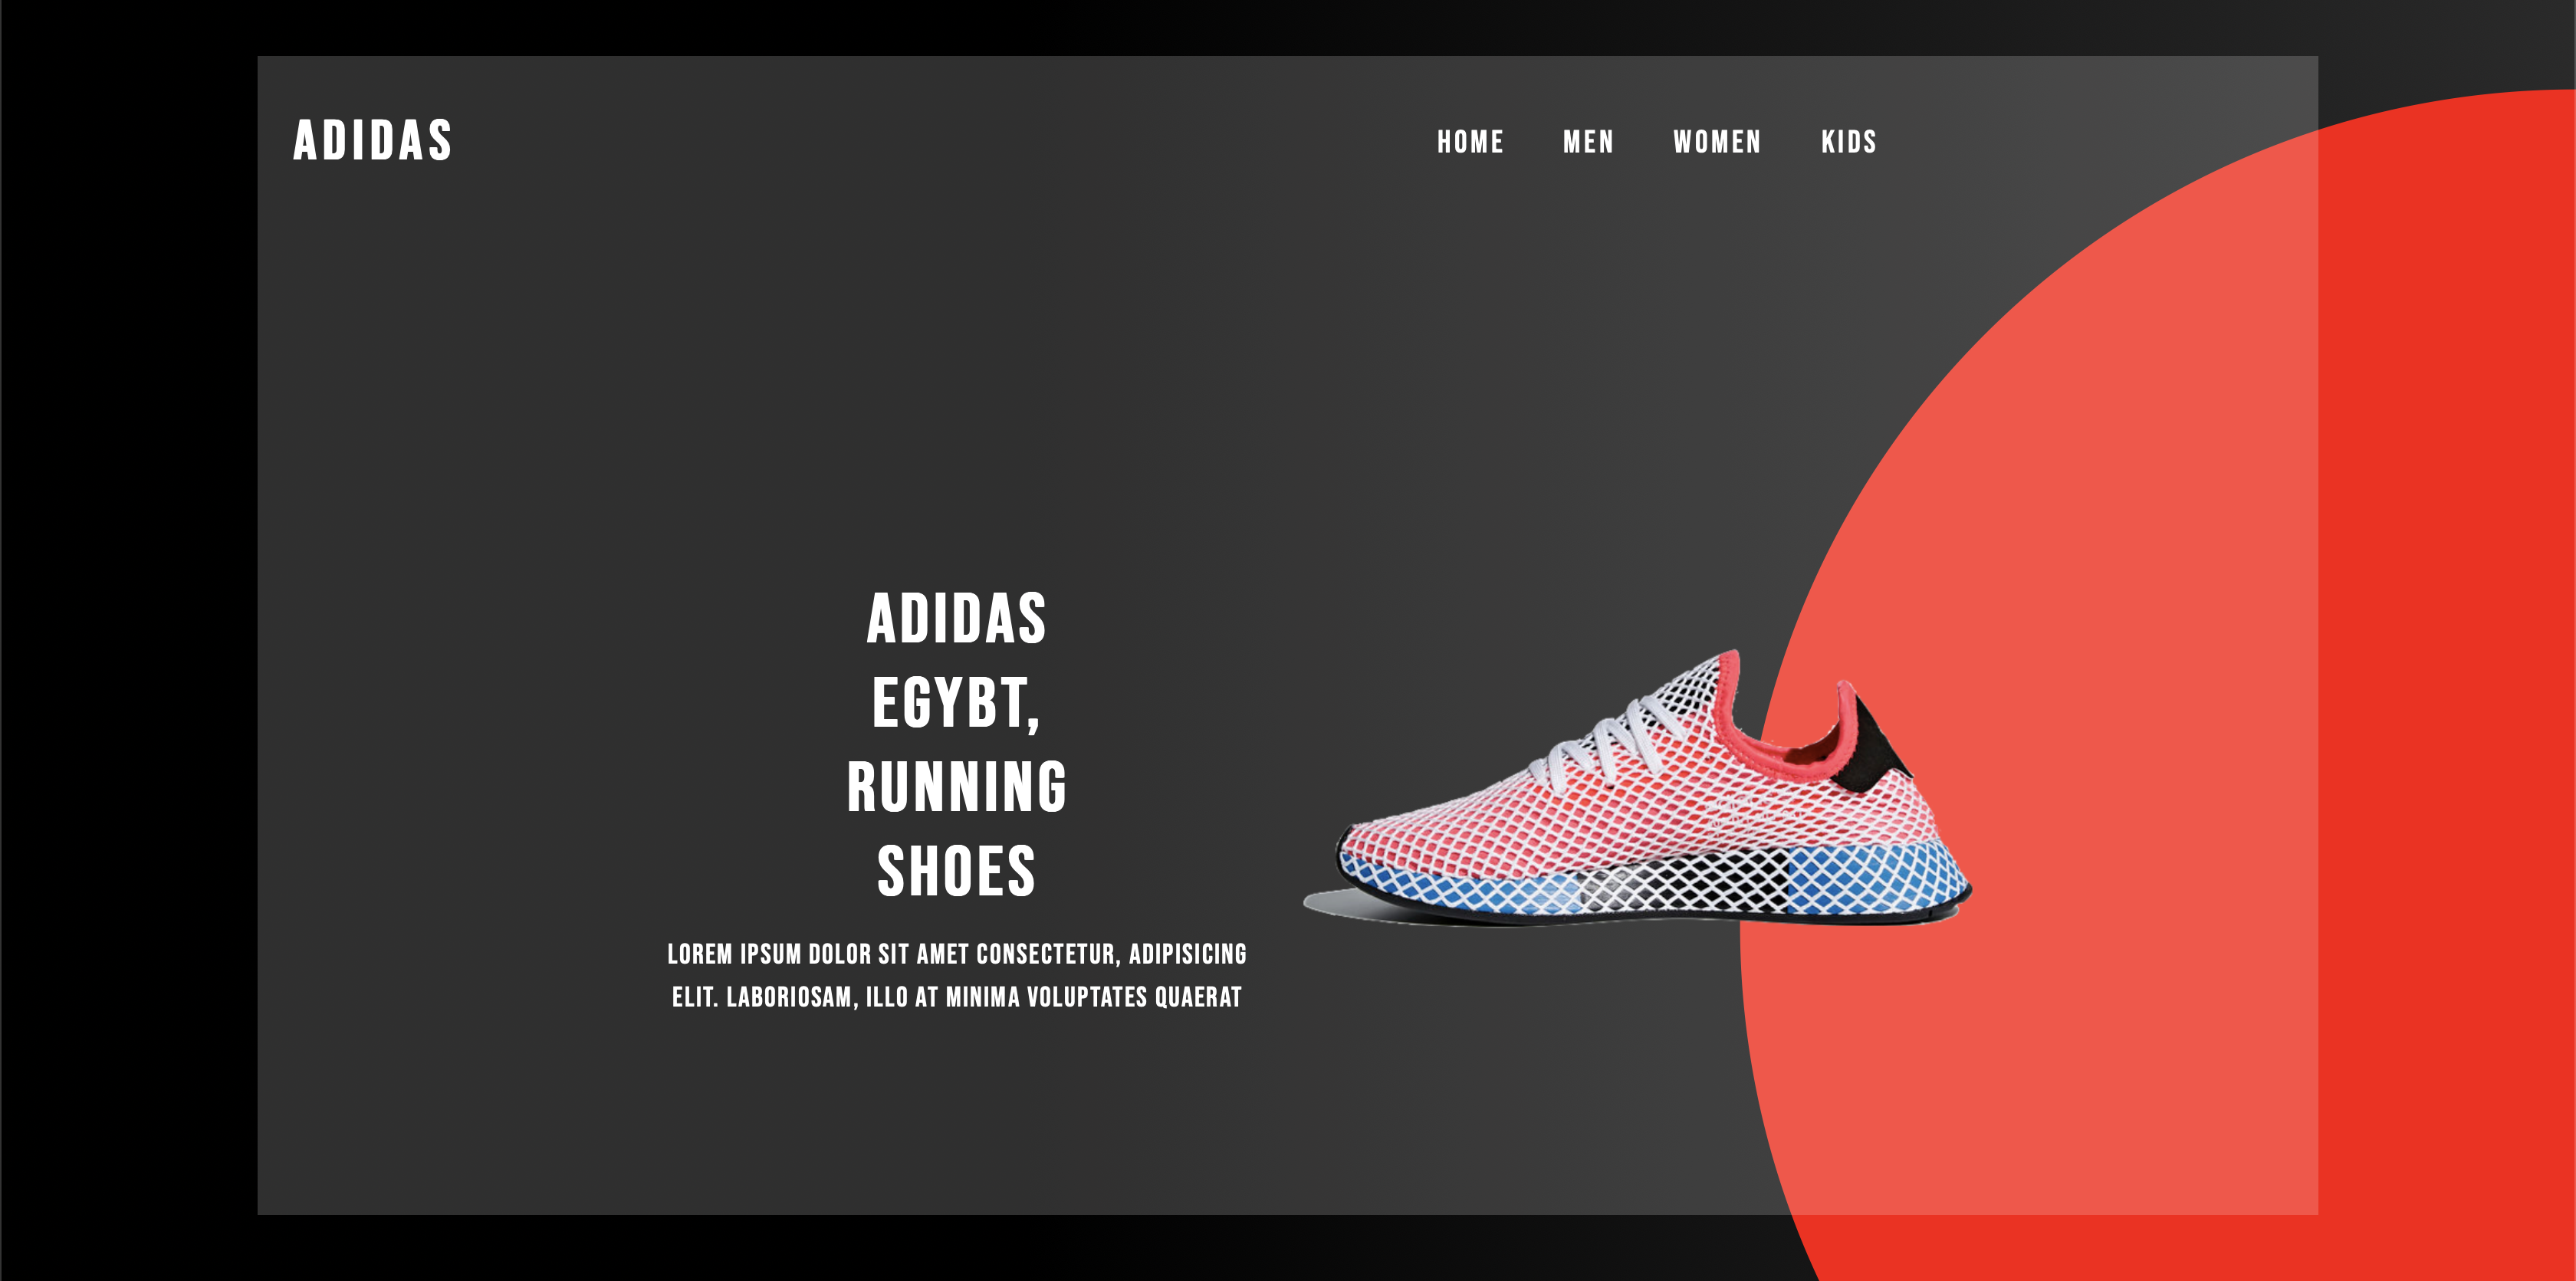 ADIDAS
HOME MEN WOMEN KIDS
ADIDAS
EGYBT,
RUNNING
SHOES
LOREM IPSUM DOLOR SIT AMET CONSECTETUR, ADIPISICING
ELIT. LABORIOSAM, ILLO AT MINIMA VOLUPTATES QUAERAT